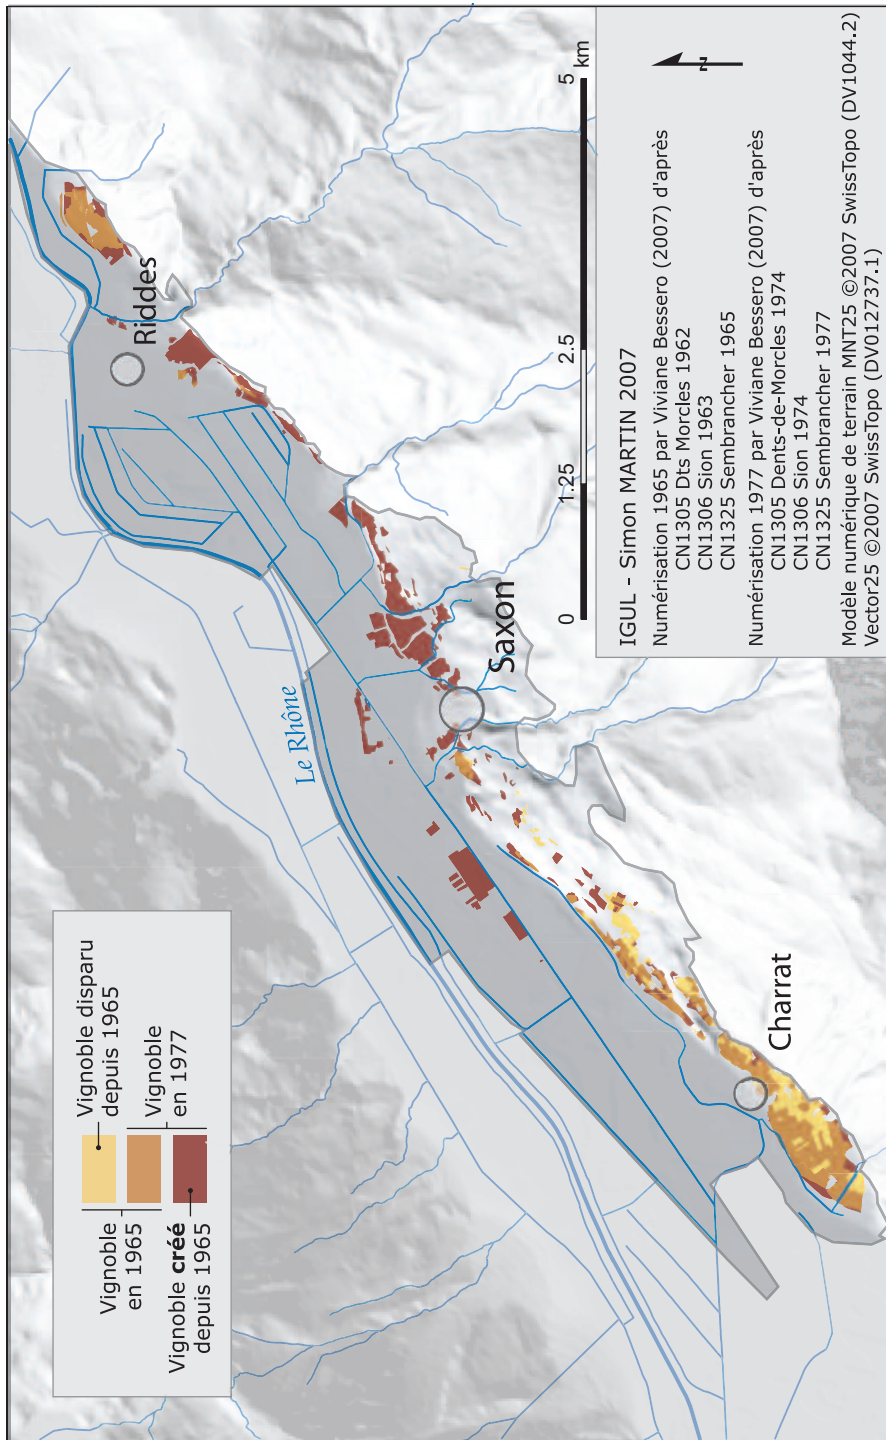 Vignoble disparu
depuis 1965
Vignoble
en 1977
Vignoble
en 1965
Vignoble créé
depuis 1965
Le Rhône
Riddes
Saxon
Charrat
0
1.25
2.5
5
km
N
IGUL - Simon MARTIN 2007
Numérisation 1965 par Viviane Bessero (2007) d'après
CN1305 Dts Morcles 1962
CN1306 Sion 1963
CN1325 Sembrancher 1965
Numérisation 1977 par Viviane Bessero (2007) d'après
CN1305 Dents-de-Morcles 1974
CN1306 Sion 1974
CN1325 Sembrancher 1977
Modèle numérique de terrain MNT25 ©2007 SwissTopo (DV1044.2)
Vector25 ©2007 SwissTopo (DV012737.1)